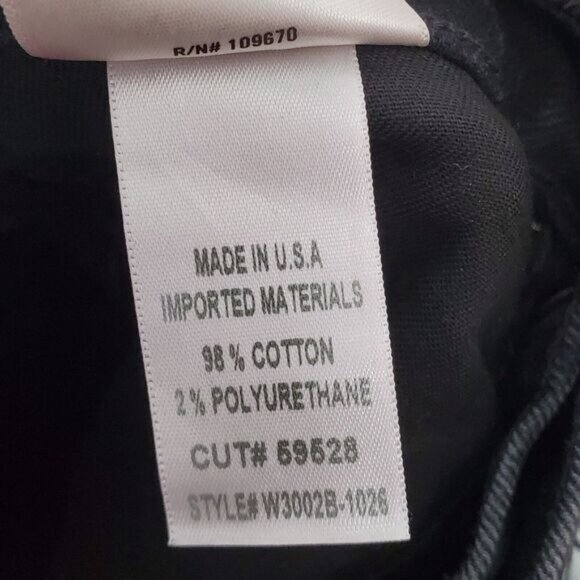 R/N# 109670
MADE IN U.S.A
IMPORTED MATERIALS
98% COTTON
2% POLYURETHANE
CUT# 59528
STYLE# W3002B-1026